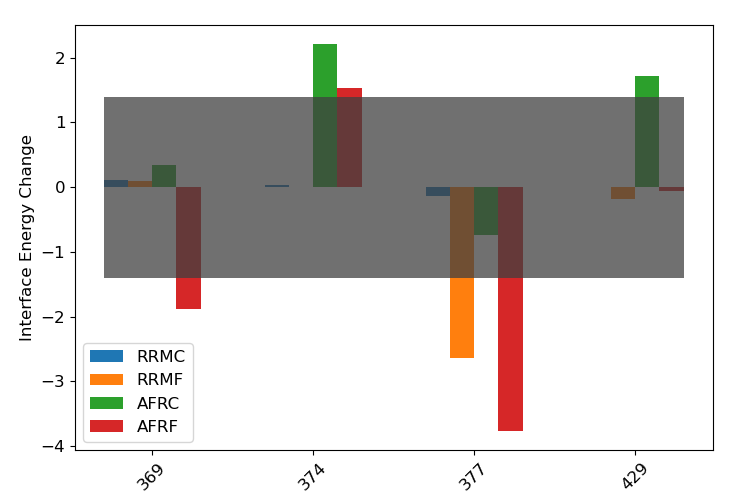 Interface Energy Change
2
1
0
−1
−2
−3
−4
RRMC
RRMF
AFRC
AFRF
369
374
377
429